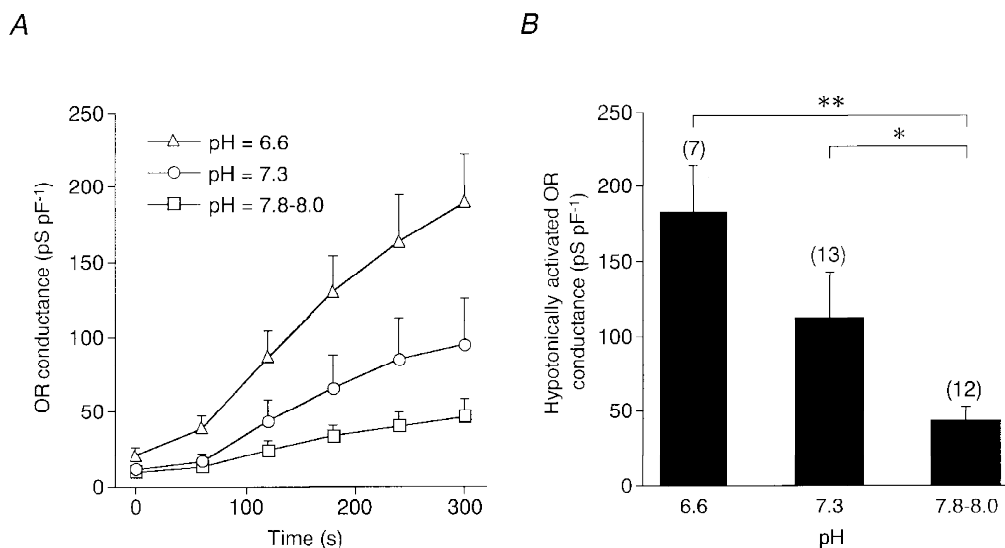 A
OR conductance (pS pF⁻¹)
250
200
150
100
50
0
pH = 6.6
pH = 7.3
pH = 7.8-8.0
0 100 200 300
Time (s)
B
Hypotonically activated OR
conductance (pS pF⁻¹)
250
200
150
100
50
0
**
*
(7)
(13)
(12)
6.6 7.3 7.8-8.0
pH